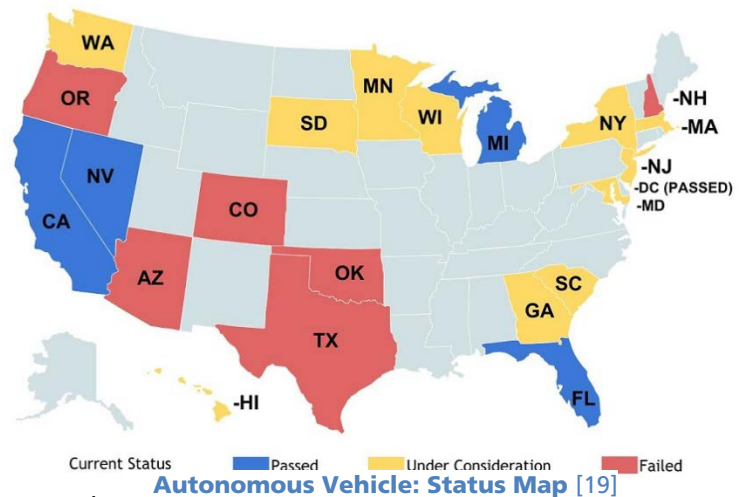 WA
OR
MN
SD
WI
MI
NY
-NH
-MA
-NJ
-DC (PASSED)
-MD
NV
CA
CO
AZ
OK
TX
SC
GA
FL
-HI
Current Status
Passed
Under Consideration
Failed
Autonomous Vehicle: Status Map [19]